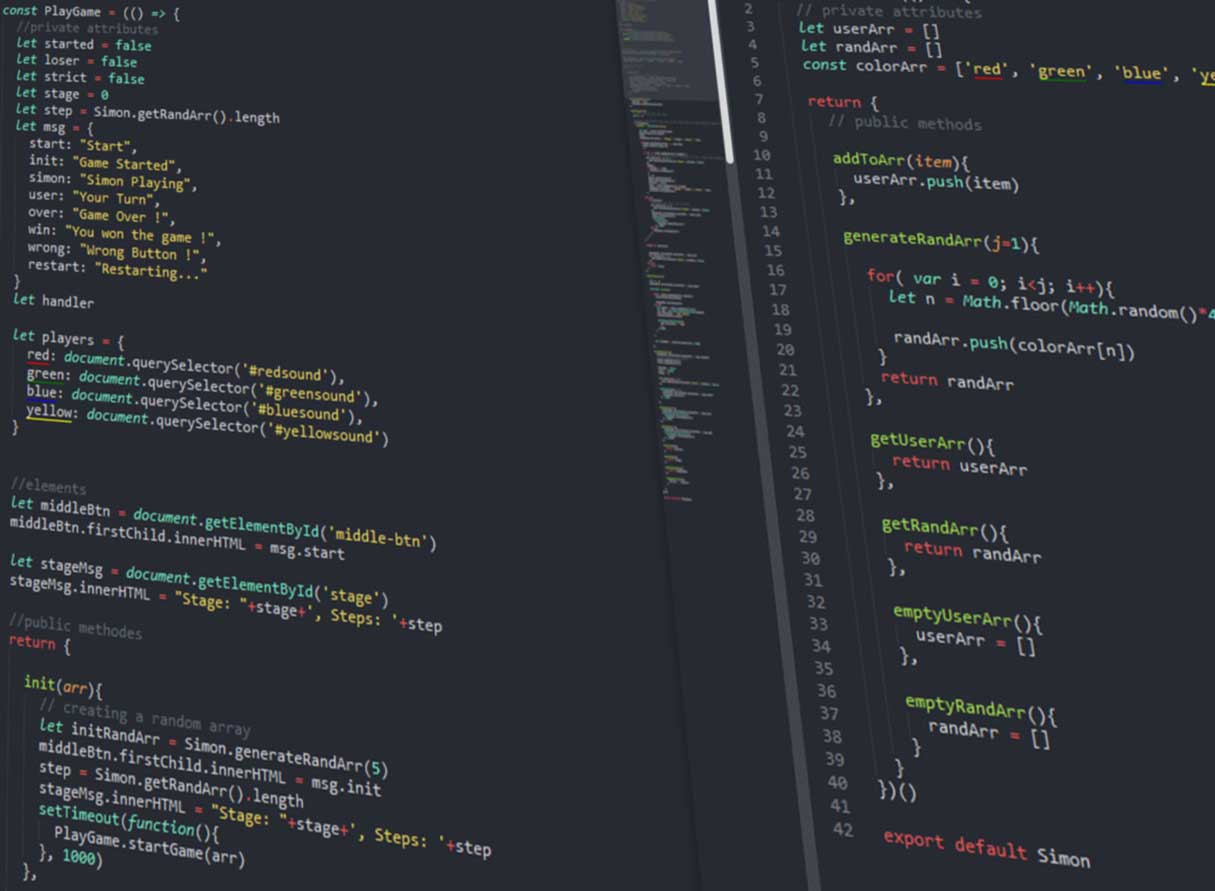 const PlayGame = (() => {
//private attributes
let started = false
let loser = false
let strict = false
let stage = 0
let step = Simon.getRandArr().length
let msg = {
start: "Start",
init: "Game Started",
simon: "Simon Playing",
user: "Your Turn",
over: "Game Over !",
win: "You won the game !",
wrong: "Wrong Button !",
restart: "Restarting..."
}
let handler
let players = {
red: document.querySelector('#redsound'),
green: document.querySelector('#greensound'),
blue: document.querySelector('#bluesound'),
yellow: document.querySelector('#yellowsound')
}
//elements
let middleBtn = document.getElementById('middle-btn')
middleBtn.firstChild.innerHTML = msg.start
let stageMsg = document.getElementById('stage')
stageMsg.innerHTML = "Stage: "+stage+', Steps: '+step
//public methodes
return {
init(arr){
// creating a random array
let initRandArr = Simon.generateRandArr(5)
middleBtn.firstChild.innerHTML = msg.init
step = Simon.getRandArr().length
stageMsg.innerHTML = "Stage: "+stage+', Steps: '+step
setTimeout(function(){
PlayGame.startGame(arr)
}, 1000)
},
2 // private attributes
3 let userArr = []
4 let randArr = []
5 const colorArr = ['red', 'green', 'blue', 'ye
6
7 return {
8 // public methods
9
10 addToArr(item){
11 userArr.push(item)
12 },
13
14 generateRandArr(j=1){
15
16 for( var i = 0; i<j; i++){
17 let n = Math.floor(Math.random()*4
18
19 randArr.push(colorArr[n])
20 }
21 return randArr
22 },
23
24 getUserArr(){
25 return userArr
26 },
27
28 getRandArr(){
29 return randArr
30 },
31
32 emptyUserArr(){
33 userArr = []
34 },
35
36 emptyRandArr(){
37 randArr = []
38 }
39 }
40 })()
41
42 export default Simon